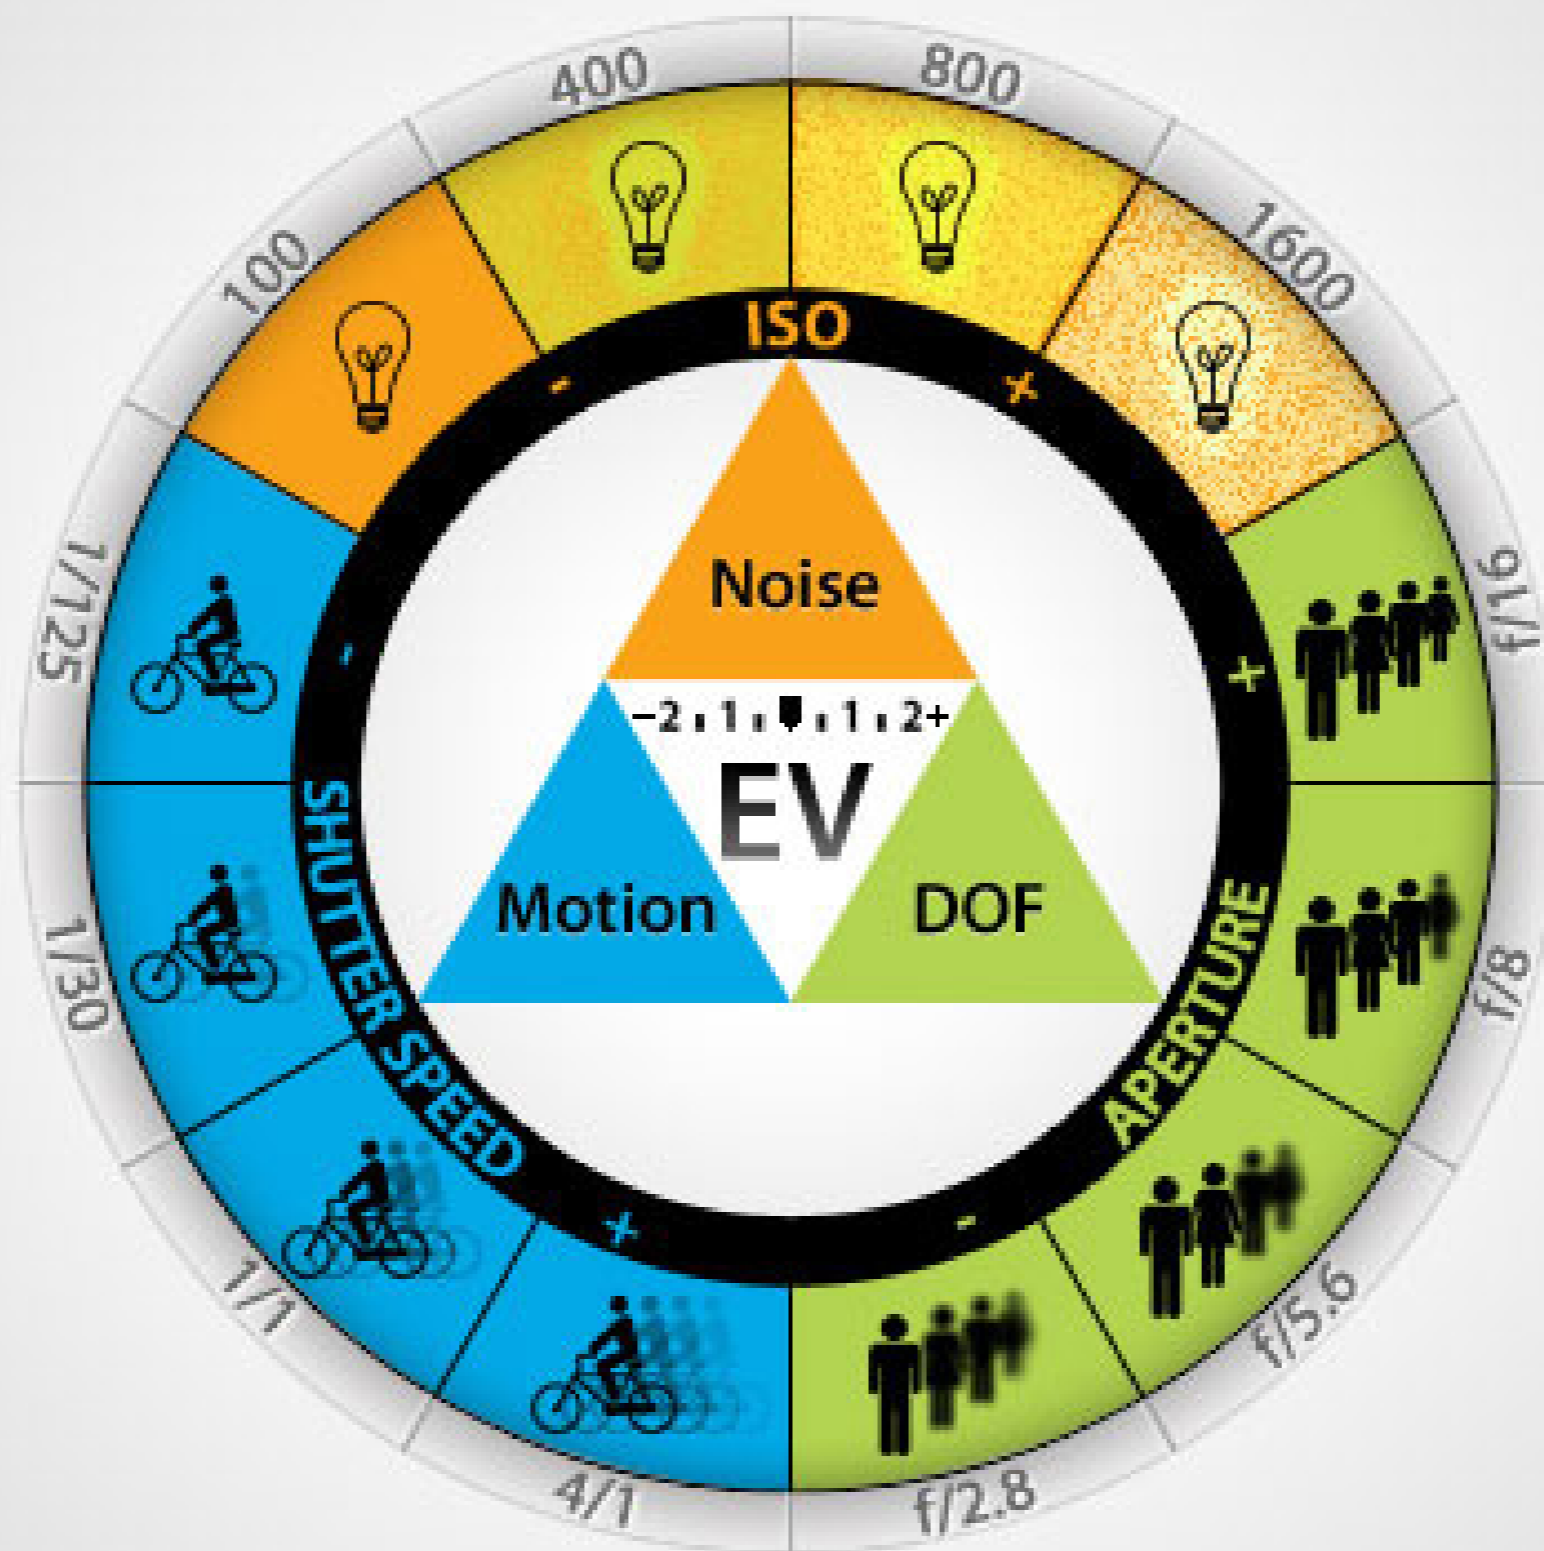 400
800
100
1600
ISO
-
+
1/125
f/16
Noise
-
+
−2 1 1 2+
EV
Motion
DOF
SHUTTER SPEED
APERTURE
1/30
f/8
+
-
1/1
f/5.6
4/1
f/2.8